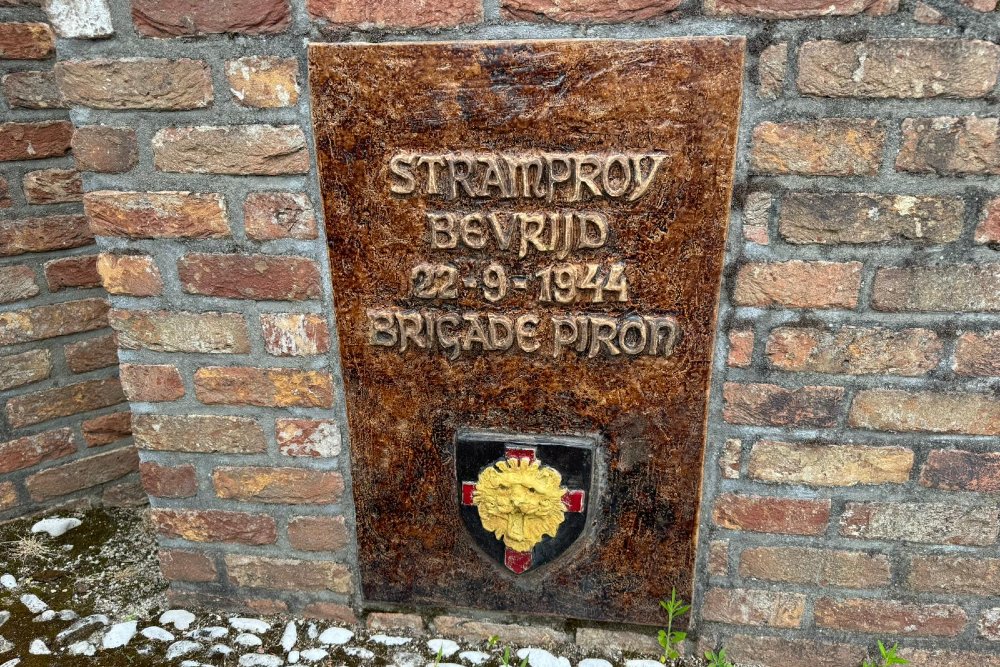 STRAMPROY
BEVRIJD
22-9-1944
BRIGADE PIRON